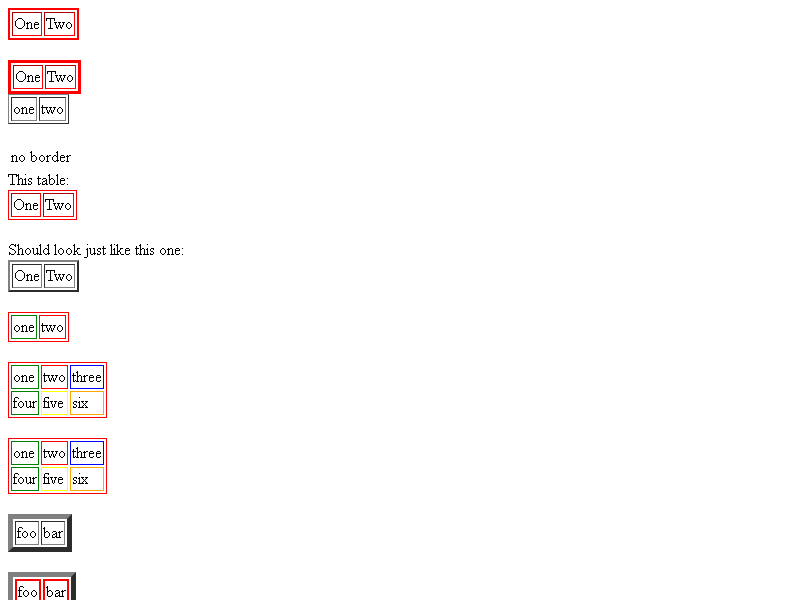 One Two
One Two
one two
no border
This table:
One Two
Should look just like this one:
One Two
one two
one two three
four five six
one two three
four five six
foo bar
foo bar